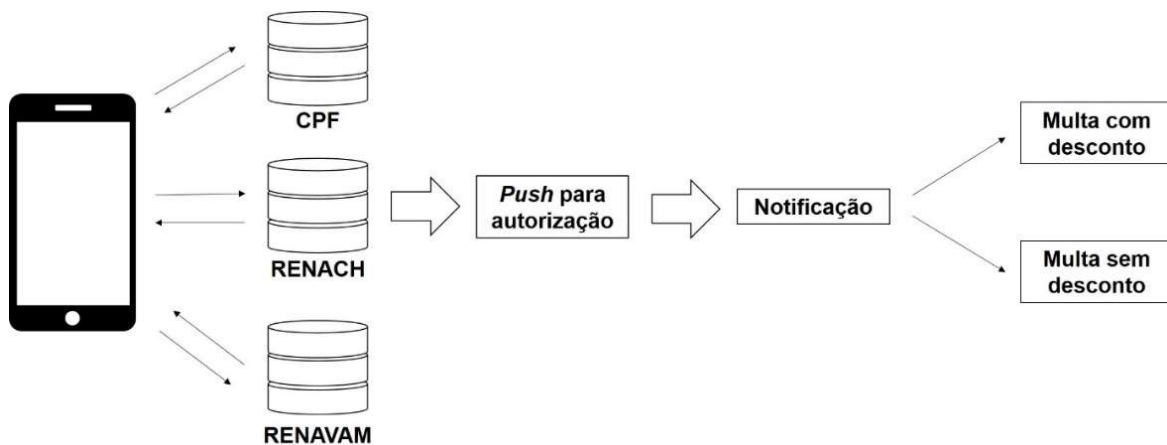 CPF
RENACH
RENAVAM
Push para
autorização
Notificação
Multa com
desconto
Multa sem
desconto